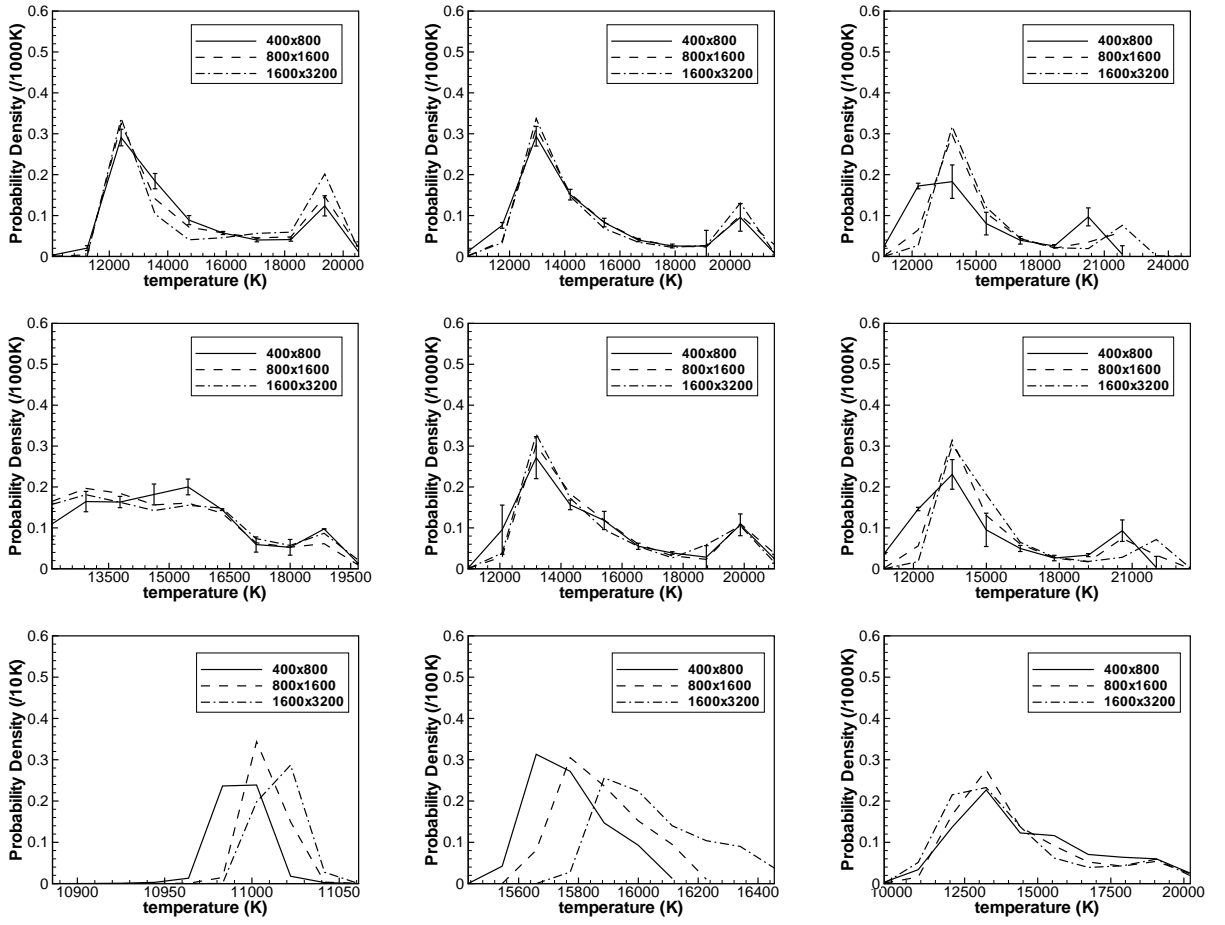 Probability Density (/1000K)
0.6
0.5
0.4
0.3
0.2
0.1
0
400x800
800x1600
1600x3200
12000 14000 16000 18000 20000
temperature (K)
Probability Density (/1000K)
0.6
0.5
0.4
0.3
0.2
0.1
0
400x800
800x1600
1600x3200
12000 14000 16000 18000 20000
temperature (K)
Probability Density (/1000K)
0.6
0.5
0.4
0.3
0.2
0.1
0
400x800
800x1600
1600x3200
12000 15000 18000 21000 24000
temperature (K)
Probability Density (/1000K)
0.6
0.5
0.4
0.3
0.2
0.1
0
400x800
800x1600
1600x3200
13500 15000 16500 18000 19500
temperature (K)
Probability Density (/1000K)
0.6
0.5
0.4
0.3
0.2
0.1
0
400x800
800x1600
1600x3200
12000 14000 16000 18000 20000
temperature (K)
Probability Density (/1000K)
0.6
0.5
0.4
0.3
0.2
0.1
0
400x800
800x1600
1600x3200
12000 15000 18000 21000
temperature (K)
Probability Density (/10K)
0.6
0.5
0.4
0.3
0.2
0.1
0
400x800
800x1600
1600x3200
10900 10950 11000 11050
temperature (K)
Probability Density (/100K)
0.6
0.5
0.4
0.3
0.2
0.1
0
400x800
800x1600
1600x3200
15600 15800 16000 16200 16400
temperature (K)
Probability Density (/1000K)
0.6
0.5
0.4
0.3
0.2
0.1
0
400x800
800x1600
1600x3200
10000 12500 15000 17500 20000
temperature (K)